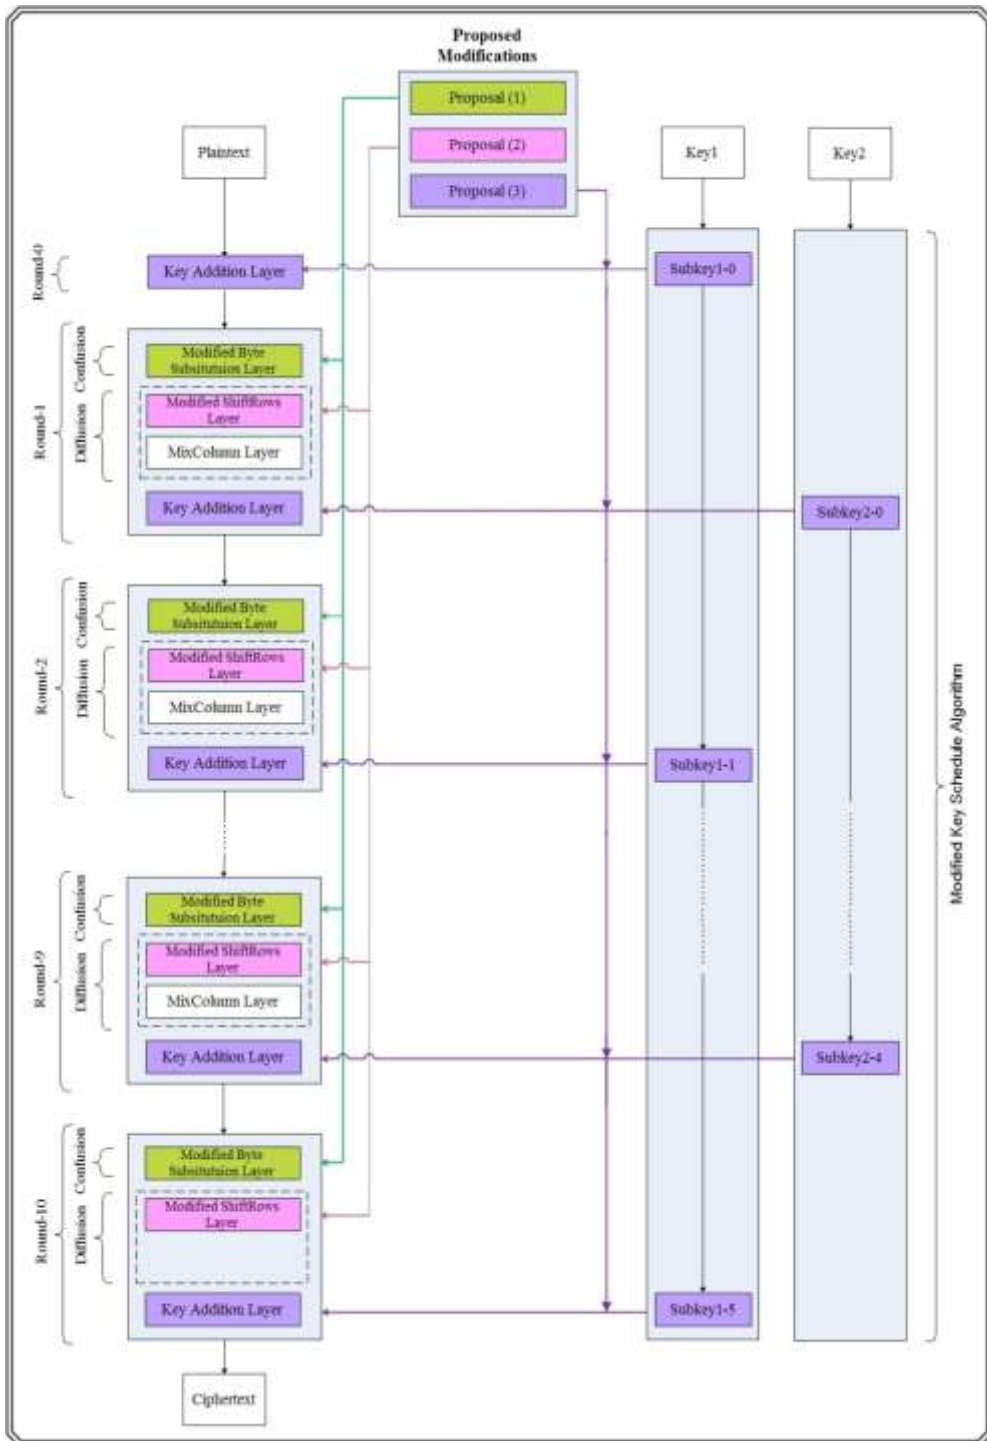 Proposed
Modifications
Proposal (1)
Proposal (2)
Proposal (3)
Plaintext
Key1
Key2
Round-0
Key Addition Layer
Subkey1-0
Round-1
Confusion
Modified Byte
Subsitutuion Layer
Diffusion
Modified ShiftRows
Layer
MixColumn Layer
Key Addition Layer
Subkey2-0
Round-2
Confusion
Modified Byte
Subsitutuion Layer
Diffusion
Modified ShiftRows
Layer
MixColumn Layer
Key Addition Layer
Subkey1-1
Modified Key Schedule Algorithm
Round-9
Confusion
Modified Byte
Subsitutuion Layer
Diffusion
Modified ShiftRows
Layer
MixColumn Layer
Key Addition Layer
Subkey2-4
Round-10
Confusion
Modified Byte
Subsitutuion Layer
Diffusion
Modified ShiftRows
Layer
Key Addition Layer
Subkey1-5
Ciphertext